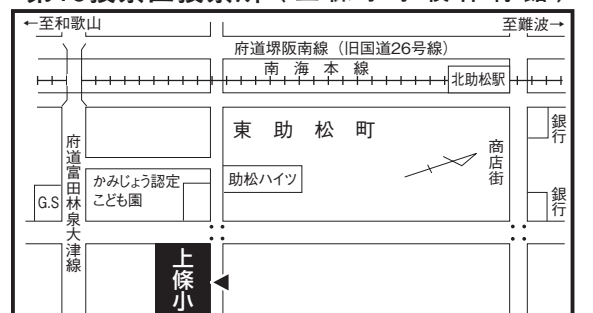 ←至和歌山
至難波→
府道堺阪南線（旧国道26号線）
南海本線
北助松駅
東助松町
銀行
府道富田林泉大津線
商店街
かみじょう認定
こども園
助松ハイツ
G.S
銀行
上條小